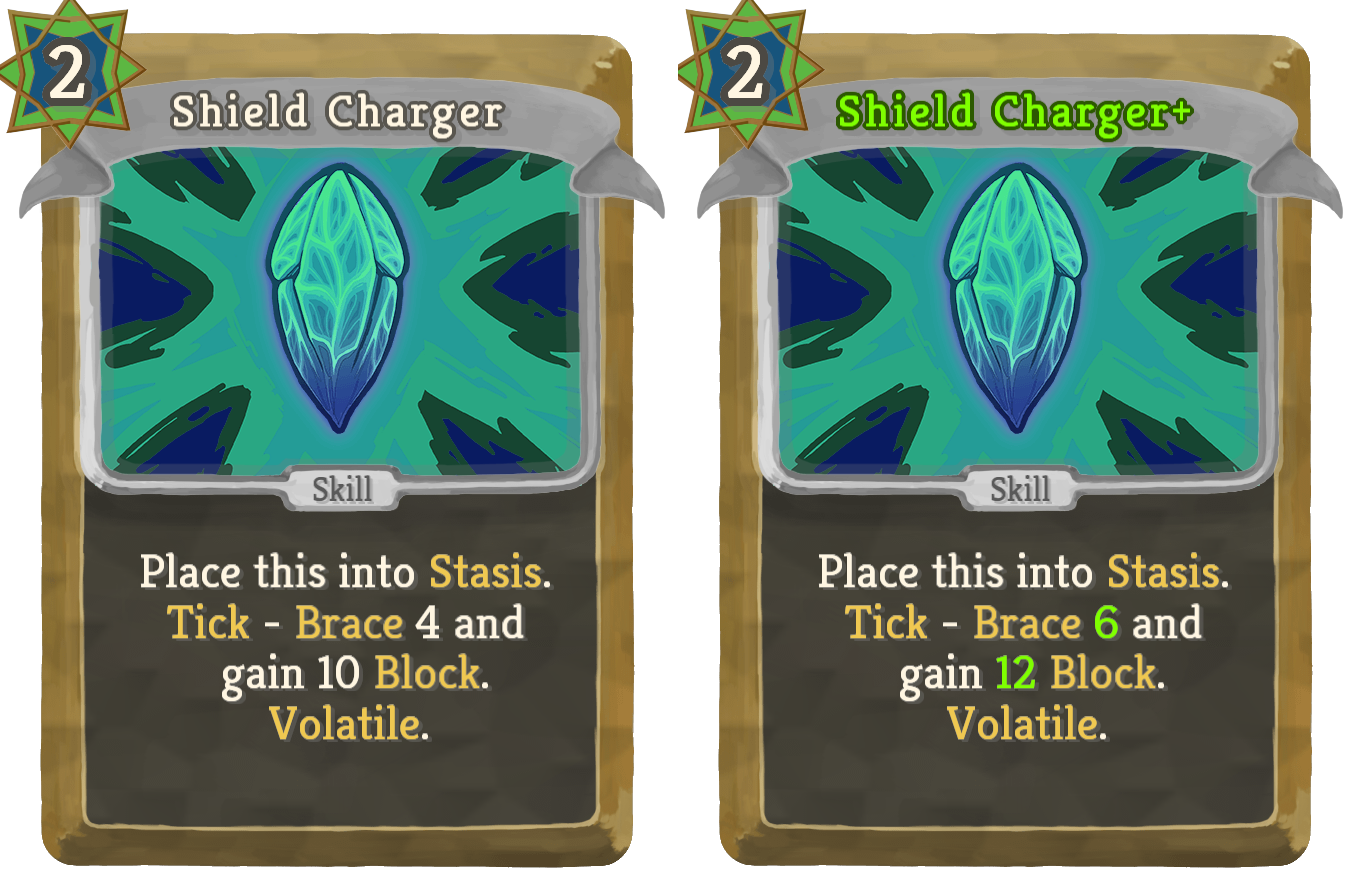 2
Shield Charger
Skill
Place this into Stasis.
Tick - Brace 4 and
gain 10 Block.
Volatile.
2
Shield Charger+
Skill
Place this into Stasis.
Tick - Brace 6 and
gain 12 Block.
Volatile.